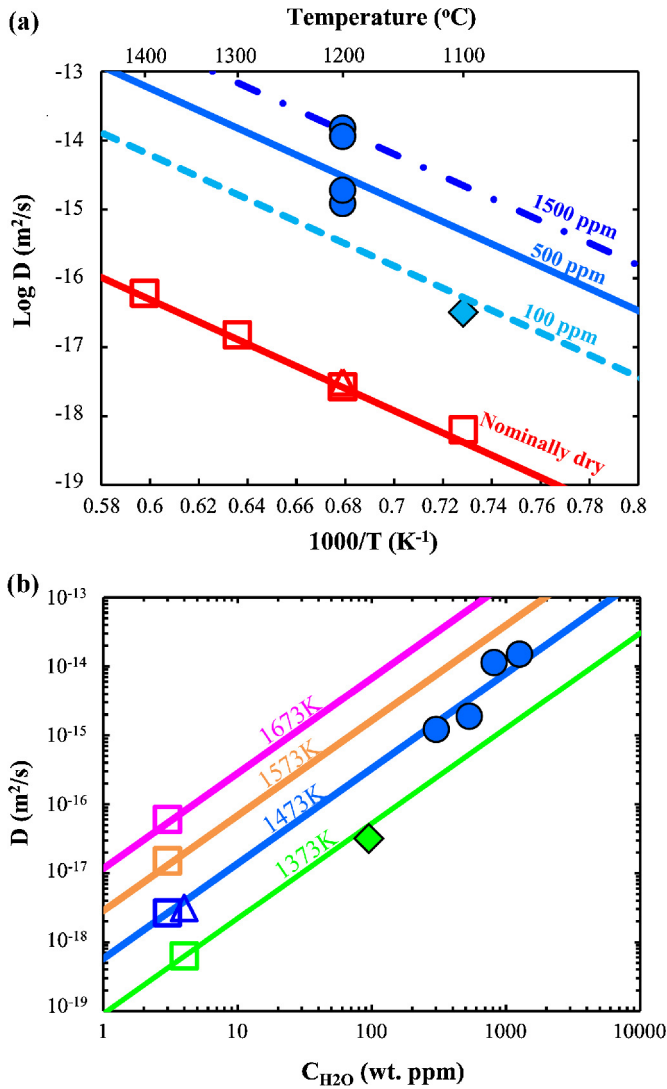 (a)
Temperature (ºC)
1400 1300 1200 1100
-13
-14
-15
-16
-17
-18
-19
Log D (m²/s)
1500 ppm
500 ppm
100 ppm
Nominally dry
0.58 0.6 0.62 0.64 0.66 0.68 0.7 0.72 0.74 0.76 0.78 0.8
1000/T (K⁻¹)
(b)
10⁻¹³
10⁻¹⁴
10⁻¹⁵
10⁻¹⁶
10⁻¹⁷
10⁻¹⁸
10⁻¹⁹
D (m²/s)
1673K
1573K
1473K
1373K
1 10 100 1000 10000
C_H2O (wt. ppm)